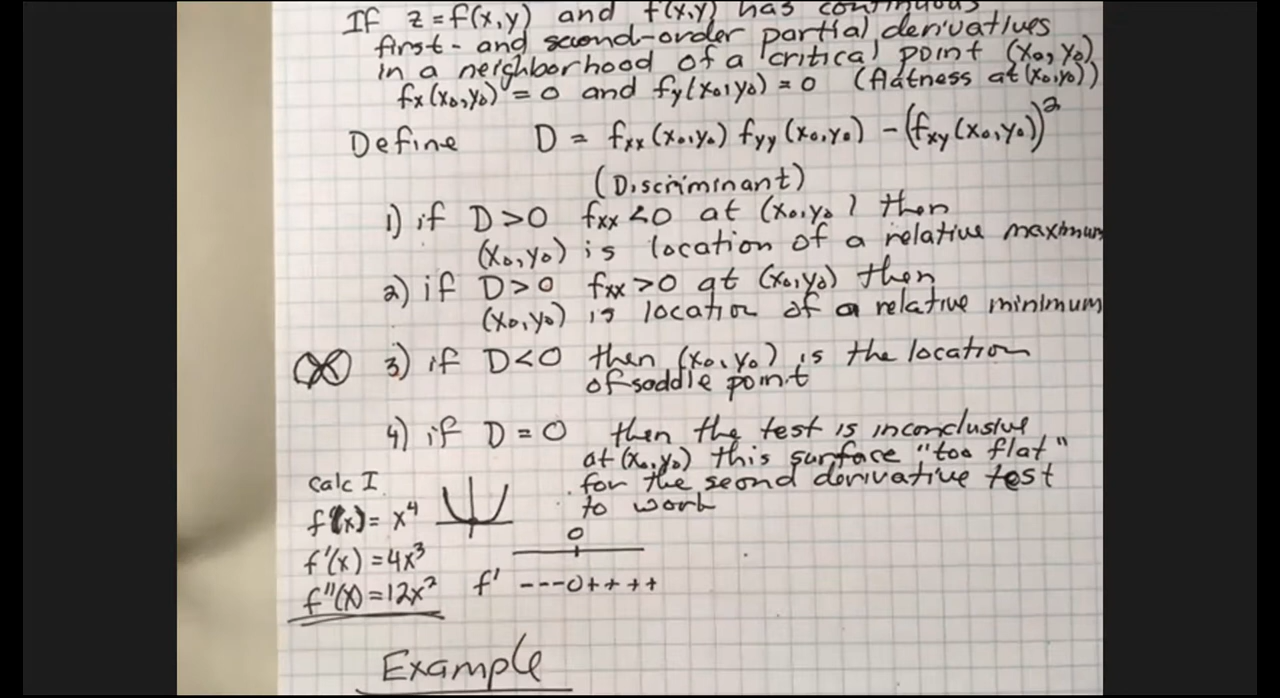 If z = f(x,y) and f(x,y) has continuous
first- and second-order partial derivatives
in a neighborhood of a critical point (x₀, y₀)
fx(x₀,y₀) = 0 and fy(x₀,y₀) = 0 (flatness at (x₀,y₀))
Define D = fxx(x₀,y₀) fyy(x₀,y₀) - (fxy(x₀,y₀))²
(Discriminant)
1) if D>0 fxx<0 at (x₀,y₀) then
(x₀,y₀) is location of a relative maximum
2) if D>0 fxx>0 at (x₀,y₀) then
(x₀,y₀) is location of a relative minimum
3) if D<0 then (x₀,y₀) is the location
of saddle point
4) if D = 0 then the test is inconclusive
at (x₀,y₀) this surface "too flat"
for the seond derivative test
to work
Calc I
f(x) = x⁴
0
f'(x) = 4x³
f''(x) = 12x² f' ---0++++
Example